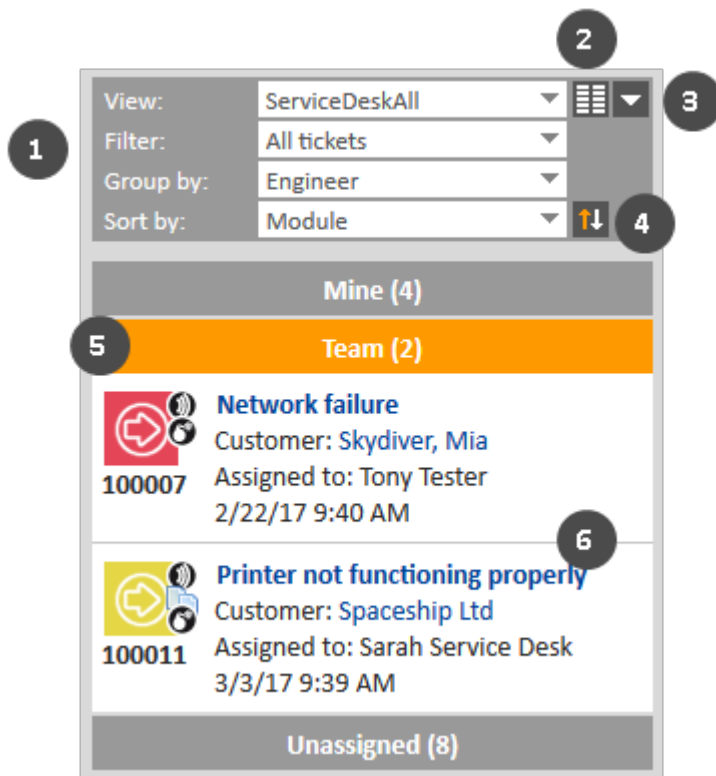 2
View: ServiceDeskAll
3
1
Filter: All tickets
Group by: Engineer
Sort by: Module
4
Mine (4)
5
Team (2)
Network failure
Customer: Skydiver, Mia
100007
Assigned to: Tony Tester
2/22/17 9:40 AM
6
Printer not functioning properly
Customer: Spaceship Ltd
100011
Assigned to: Sarah Service Desk
3/3/17 9:39 AM
Unassigned (8)